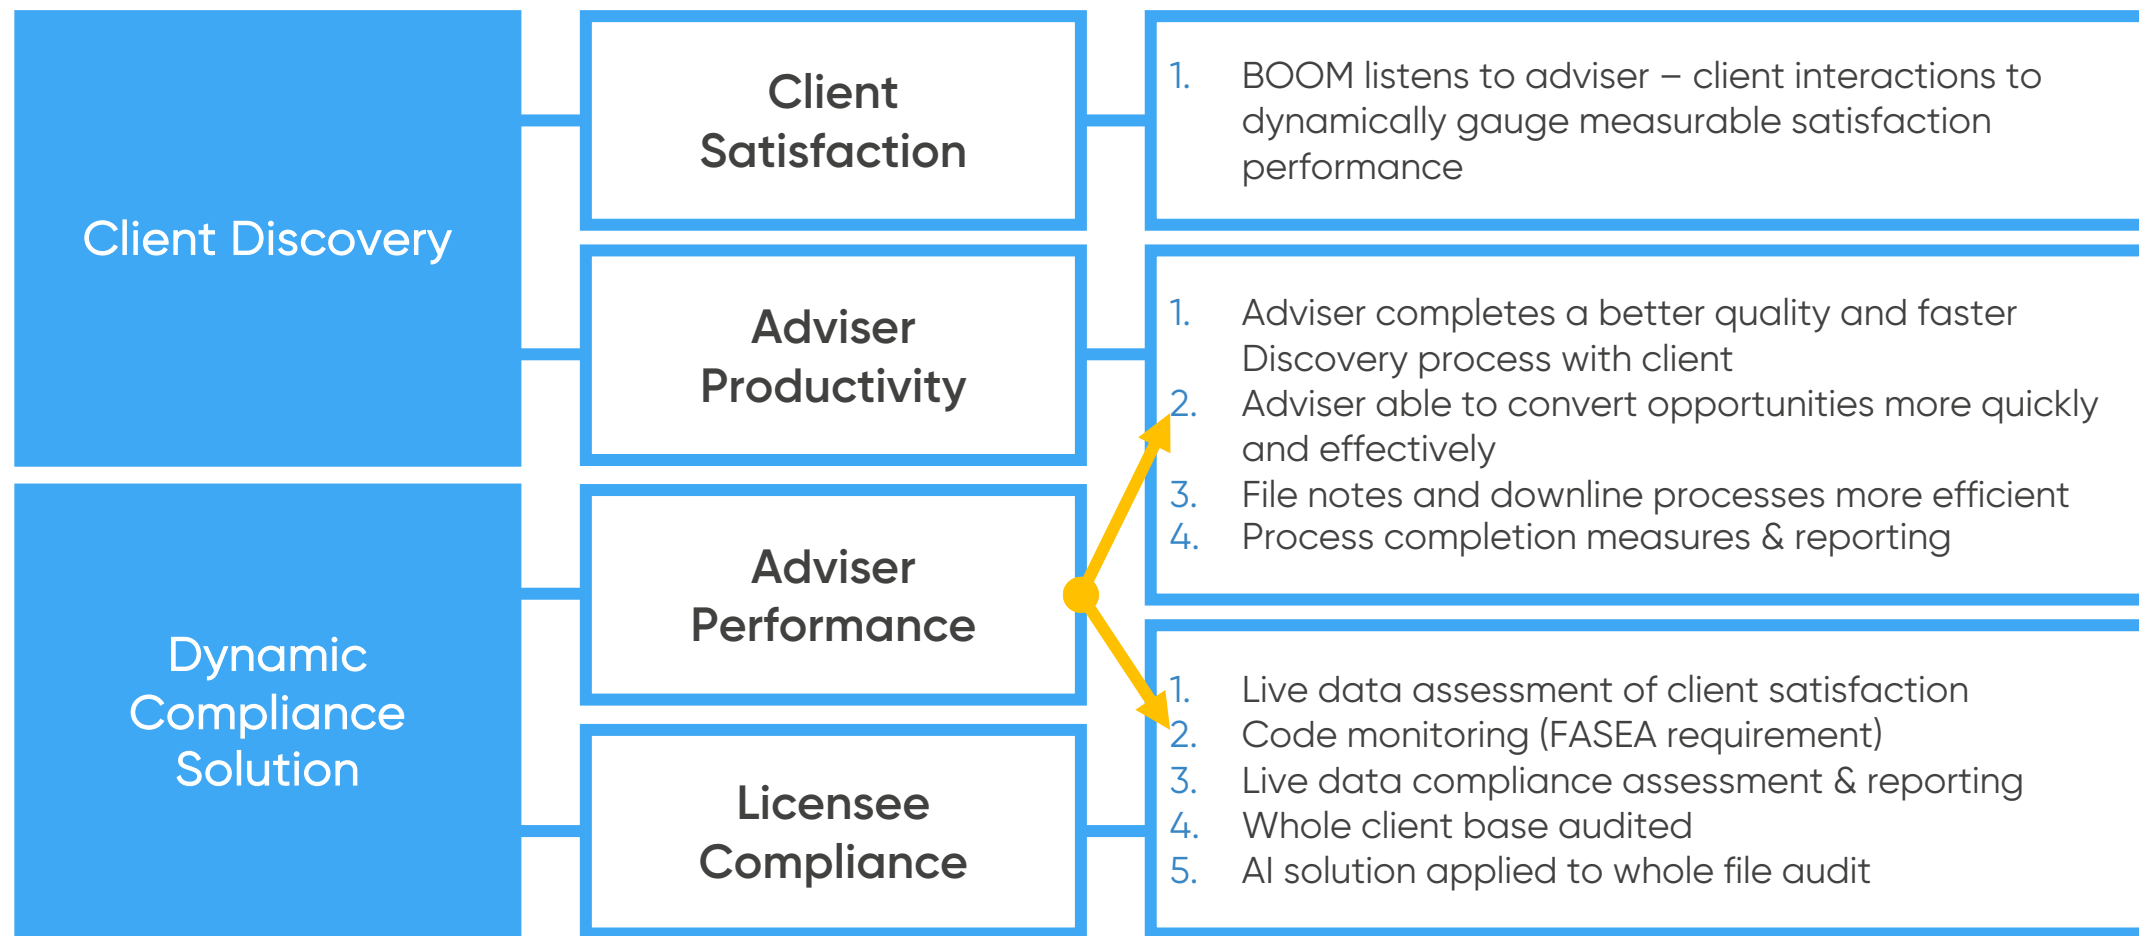 Client Discovery
Client
Satisfaction
1. BOOM listens to adviser – client interactions to
dynamically gauge measurable satisfaction
performance
Adviser
Productivity
1. Adviser completes a better quality and faster
Discovery process with client
2. Adviser able to convert opportunities more quickly
and effectively
3. File notes and downline processes more efficient
4. Process completion measures & reporting
Dynamic
Compliance
Solution
Adviser
Performance
Licensee
Compliance
1. Live data assessment of client satisfaction
2. Code monitoring (FASEA requirement)
3. Live data compliance assessment & reporting
4. Whole client base audited
5. AI solution applied to whole file audit